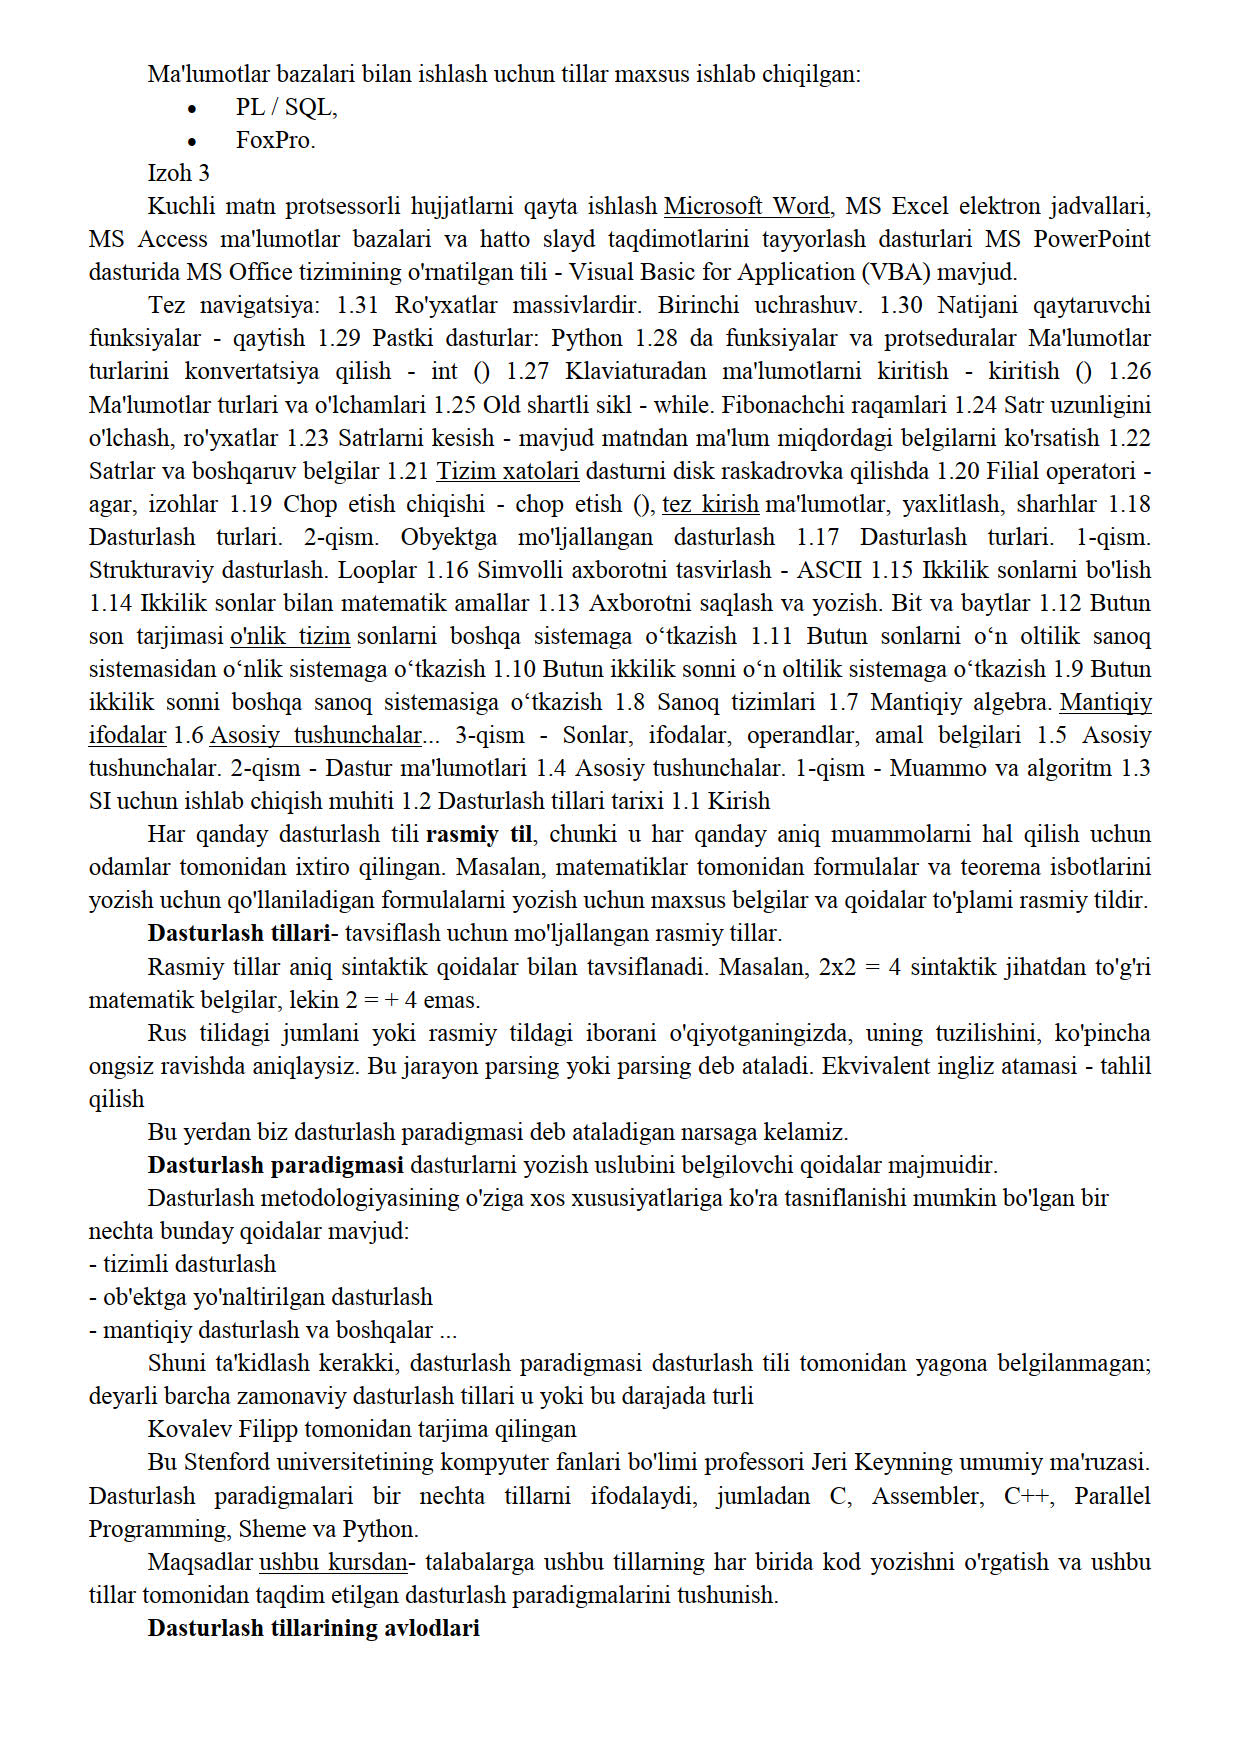 Ma'lumotlar bazalari bilan ishlash uchun tillar maxsus ishlab chiqilgan:
• PL / SQL,
• FoxPro.
Izoh 3
Kuchli matn protsessorli hujjatlarni qayta ishlash Microsoft Word, MS Excel elektron jadvallari,
MS Access ma'lumotlar bazalari va hatto slayd taqdimotlarini tayyorlash dasturlari MS PowerPoint
dasturida MS Office tizimining o'rnatilgan tili - Visual Basic for Application (VBA) mavjud.
Tez navigatsiya: 1.31 Ro'yxatlar massivlardir. Birinchi uchrashuv. 1.30 Natijani qaytaruvchi
funksiyalar - qaytish 1.29 Pastki dasturlar: Python 1.28 da funksiyalar va protseduralar Ma'lumotlar
turlarini konvertatsiya qilish - int () 1.27 Klaviaturadan ma'lumotlarni kiritish - kiritish () 1.26
Ma'lumotlar turlari va o'lchamlari 1.25 Old shartli sikl - while. Fibonachchi raqamlari 1.24 Satr uzunligini
o'lchash, ro'yxatlar 1.23 Satrlarni kesish - mavjud matndan ma'lum miqdordagi belgilarni ko'rsatish 1.22
Satrlar va boshqaruv belgilar 1.21 Tizim xatolari dasturni disk raskadrovka qilishda 1.20 Filial operatori -
agar, izohlar 1.19 Chop etish chiqishi - chop etish (), tez kirish ma'lumotlar, yaxlitlash, sharhlar 1.18
Dasturlash turlari. 2-qism. Obyektga mo'ljallangan dasturlash 1.17 Dasturlash turlari. 1-qism.
Strukturaviy dasturlash. Looplar 1.16 Simvolli axborotni tasvirlash - ASCII 1.15 Ikkilik sonlarni bo'lish
1.14 Ikkilik sonlar bilan matematik amallar 1.13 Axborotni saqlash va yozish. Bit va baytlar 1.12 Butun
son tarjimasi o'nlik tizim sonlarni boshqa sistemaga o‘tkazish 1.11 Butun sonlarni o‘n oltilik sanoq
sistemasidan o‘nlik sistemaga o‘tkazish 1.10 Butun ikkilik sonni o‘n oltilik sistemaga o‘tkazish 1.9 Butun
ikkilik sonni boshqa sanoq sistemasiga o‘tkazish 1.8 Sanoq tizimlari 1.7 Mantiqiy algebra. Mantiqiy
ifodalar 1.6 Asosiy tushunchalar... 3-qism - Sonlar, ifodalar, operandlar, amal belgilari 1.5 Asosiy
tushunchalar. 2-qism - Dastur ma'lumotlari 1.4 Asosiy tushunchalar. 1-qism - Muammo va algoritm 1.3
SI uchun ishlab chiqish muhiti 1.2 Dasturlash tillari tarixi 1.1 Kirish
Har qanday dasturlash tili rasmiy til, chunki u har qanday aniq muammolarni hal qilish uchun
odamlar tomonidan ixtiro qilingan. Masalan, matematiklar tomonidan formulalar va teorema isbotlarini
yozish uchun qo'llaniladigan formulalarni yozish uchun maxsus belgilar va qoidalar to'plami rasmiy tildir.
Dasturlash tillari- tavsiflash uchun mo'ljallangan rasmiy tillar.
Rasmiy tillar aniq sintaktik qoidalar bilan tavsiflanadi. Masalan, 2x2 = 4 sintaktik jihatdan to'g'ri
matematik belgilar, lekin 2 = + 4 emas.
Rus tilidagi jumlani yoki rasmiy tildagi iborani o'qiyotganingizda, uning tuzilishini, ko'pincha
ongsiz ravishda aniqlaysiz. Bu jarayon parsing yoki parsing deb ataladi. Ekvivalent ingliz atamasi - tahlil
qilish
Bu yerdan biz dasturlash paradigmasi deb ataladigan narsaga kelamiz.
Dasturlash paradigmasi dasturlarni yozish uslubini belgilovchi qoidalar majmuidir.
Dasturlash metodologiyasining o'ziga xos xususiyatlariga ko'ra tasniflanishi mumkin bo'lgan bir
nechta bunday qoidalar mavjud:
- tizimli dasturlash
- ob'ektga yo'naltirilgan dasturlash
- mantiqiy dasturlash va boshqalar ...
Shuni ta'kidlash kerakki, dasturlash paradigmasi dasturlash tili tomonidan yagona belgilanmagan;
deyarli barcha zamonaviy dasturlash tillari u yoki bu darajada turli
Kovalev Filipp tomonidan tarjima qilingan
Bu Stenford universitetining kompyuter fanlari bo'limi professori Jeri Keynning umumiy ma'ruzasi.
Dasturlash paradigmalari bir nechta tillarni ifodalaydi, jumladan C, Assembler, C++, Parallel
Programming, Sheme va Python.
Maqsadlar ushbu kursdan- talabalarga ushbu tillarning har birida kod yozishni o'rgatish va ushbu
tillar tomonidan taqdim etilgan dasturlash paradigmalarini tushunish.
Dasturlash tillarining avlodlari